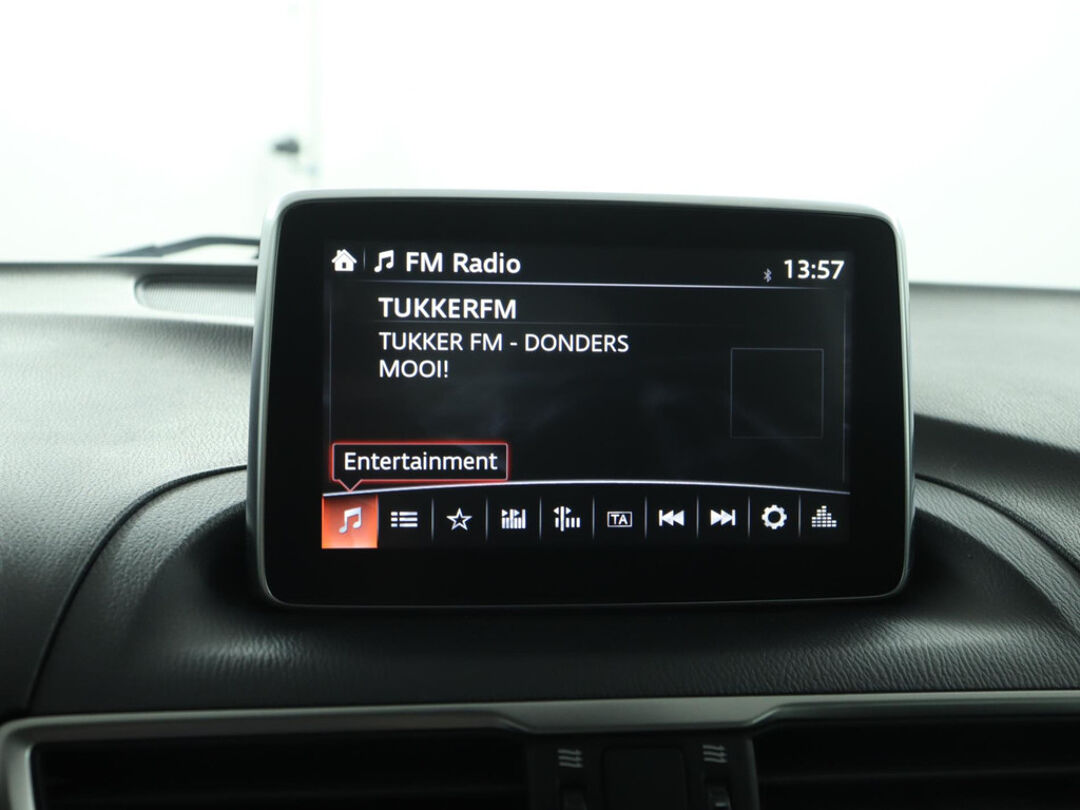 FM Radio
13:57
TUKKERFM
TUKKER FM - DONDERS
MOOI!
Entertainment
TA